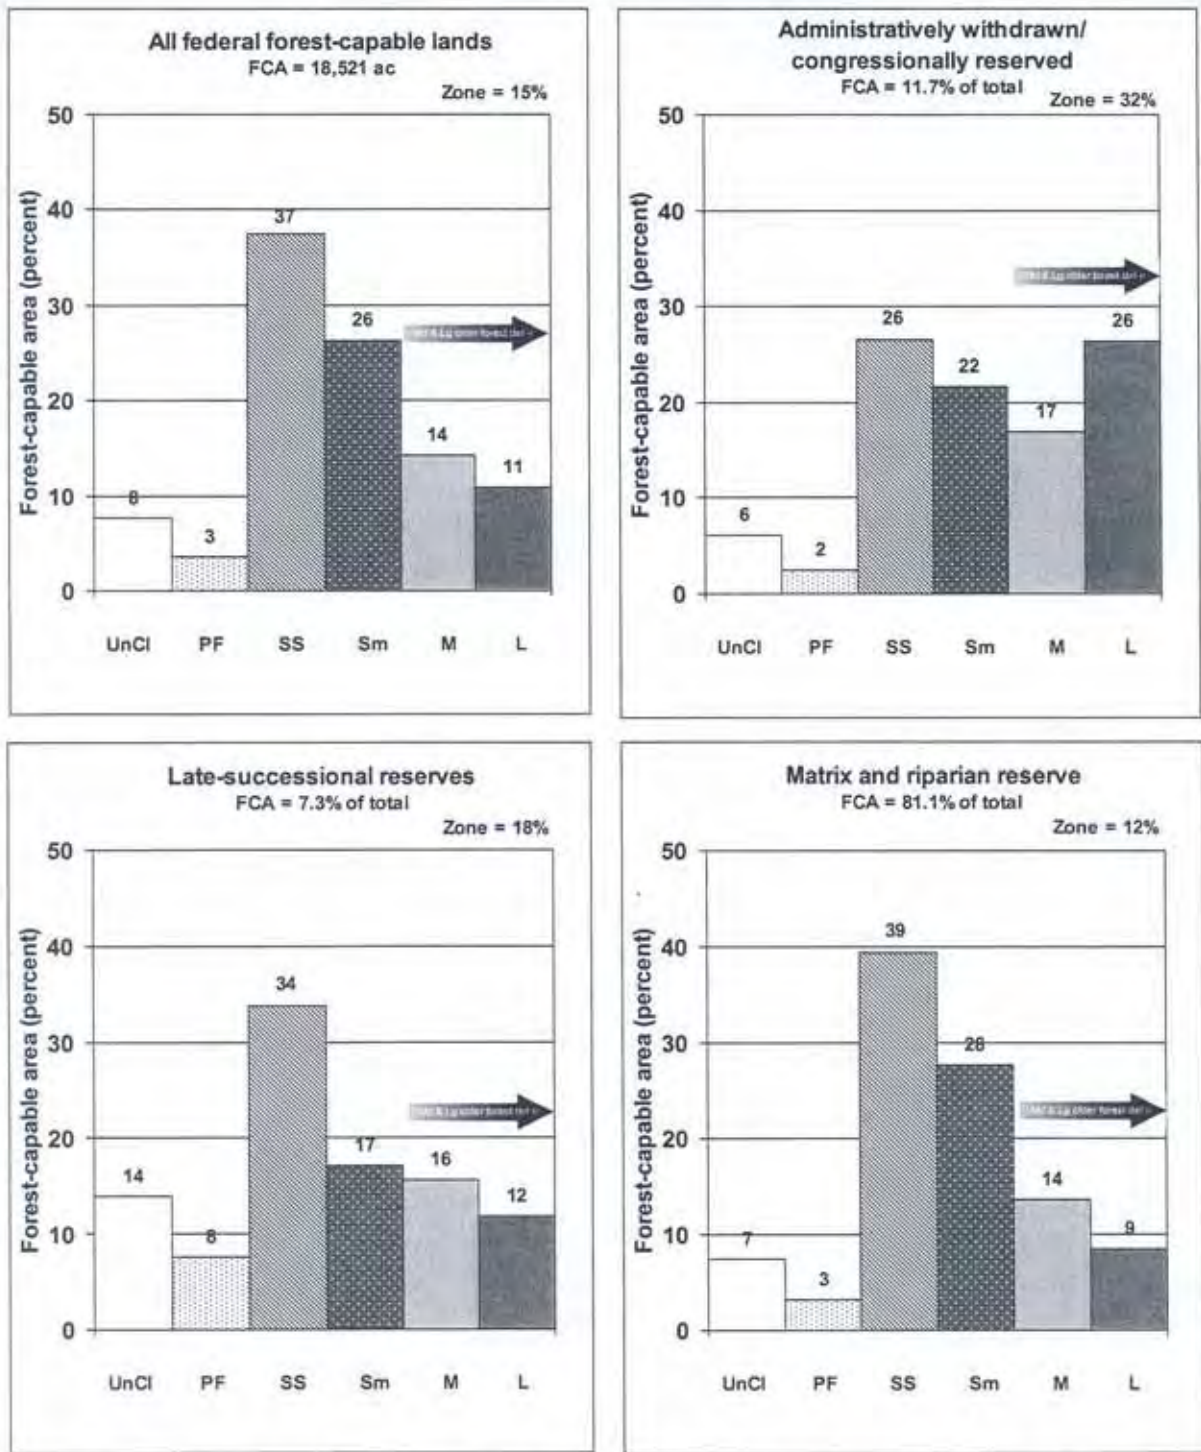 All federal forest-capable lands
FCA = 18,521 ac
Zone = 15%
Forest-capable area (percent)
50
40
30
20
10
0
37
26
14
11
8
3
UnCl PF SS Sm M L
Administratively withdrawn/
congressionally reserved
FCA = 11.7% of total
Zone = 32%
Forest-capable area (percent)
50
40
30
20
10
0
26
26
22
17
6
2
UnCl PF SS Sm M L
Late-successional reserves
FCA = 7.3% of total
Zone = 18%
Forest-capable area (percent)
50
40
30
20
10
0
34
17
16
14
12
8
UnCl PF SS Sm M L
Matrix and riparian reserve
FCA = 81.1% of total
Zone = 12%
Forest-capable area (percent)
50
40
30
20
10
0
39
28
14
9
7
3
UnCl PF SS Sm M L